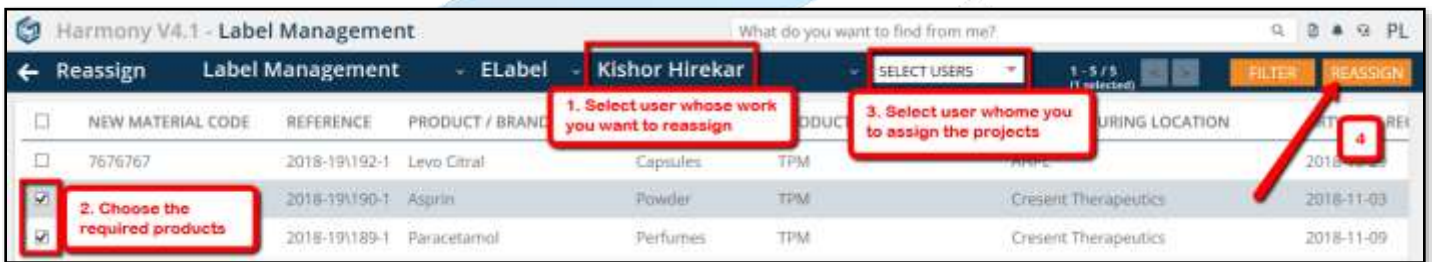 Harmony V4.1 - Label Management What do you want to find from me? PL
Reassign Label Management ELabel Kishor Hirekar SELECT USERS 1 - 5 / 5 FILTER REASSIGN
(1 selected)
1. Select user whose work
you want to reassign
3. Select user whome you
to assign the projects
4
NEW MATERIAL CODE REFERENCE PRODUCT / BRAND ODUCT URING LOCATION
7676767 2018-19\192-1 Levo Citral Capsules TPM
2. Choose the
required products
2018-19\190-1 Asprin Powder TPM Cresent Therapeutics 2018-11-03
2018-19\189-1 Paracetamol Perfumes TPM Cresent Therapeutics 2018-11-09